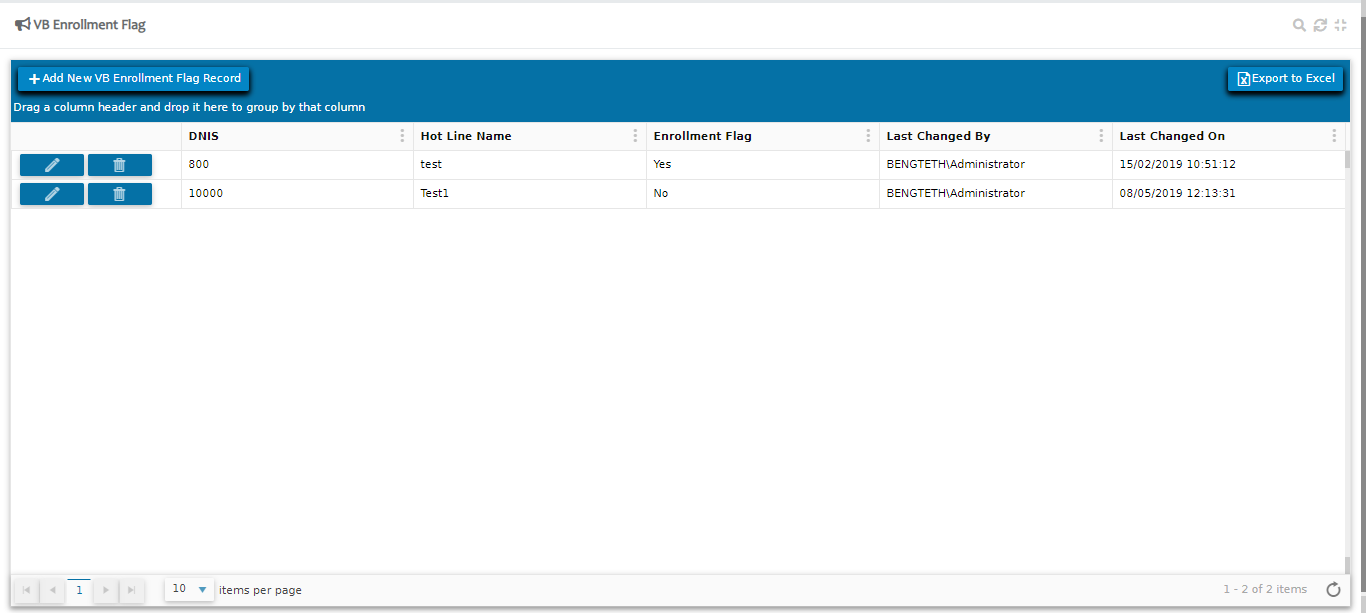 VB Enrollment Flag
Add New VB Enrollment Flag Record Export to Excel
Drag a column header and drop it here to group by that column
DNIS Hot Line Name Enrollment Flag Last Changed By Last Changed On
800 test Yes BENGTETH\Administrator 15/02/2019 10:51:12
10000 Test1 No BENGTETH\Administrator 08/05/2019 12:13:31
1 10 items per page 1 - 2 of 2 items